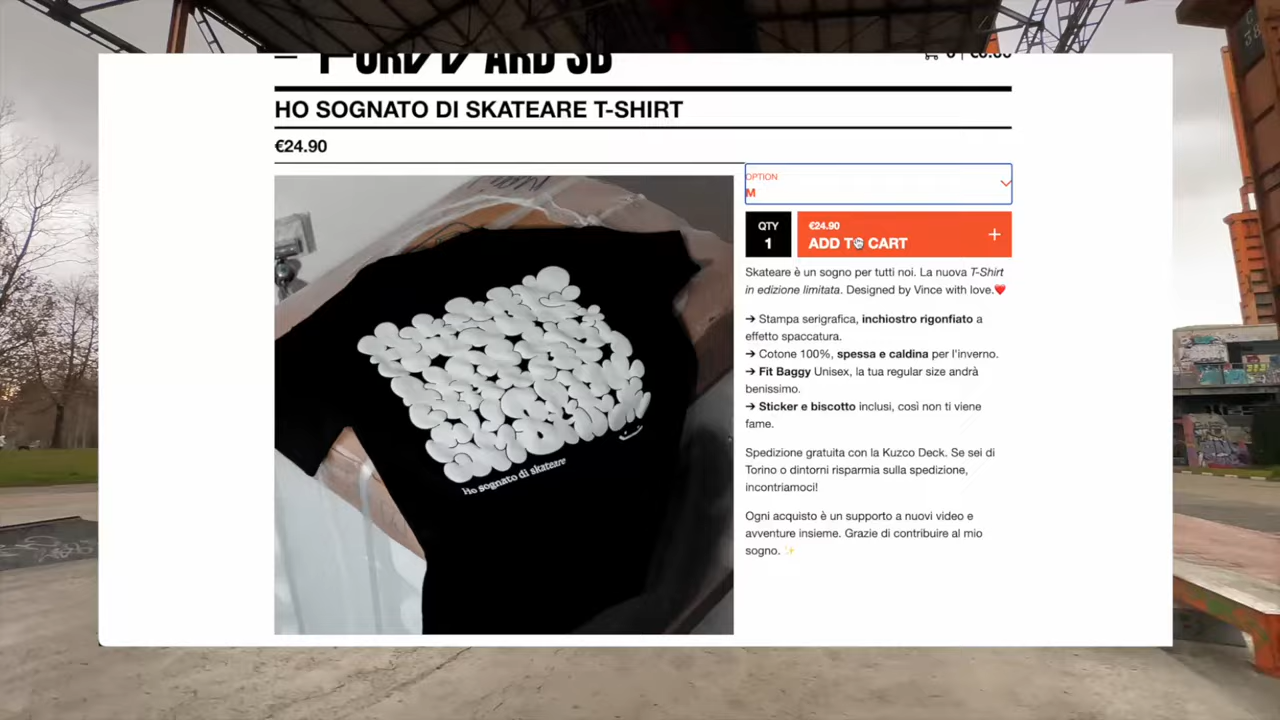 HO SOGNATO DI SKATEARE T-SHIRT
€24.90
OPTION
M
QTY
1
€24.90
ADD TO CART
+
Skateare è un sogno per tutti noi. La nuova T-Shirt
in edizione limitata. Designed by Vince with love.❤️
➔ Stampa serigrafica, inchiostro rigonfiato a
effetto spaccatura.
➔ Cotone 100%, spessa e caldina per l'inverno.
➔ Fit Baggy Unisex, la tua regular size andrà
benissimo.
➔ Sticker e biscotto inclusi, così non ti viene
fame.
Spedizione gratuita con la Kuzco Deck. Se sei di
Torino o dintorni risparmia sulla spedizione,
incontriamoci!
Ogni acquisto è un supporto a nuovi video e
avventure insieme. Grazie di contribuire al mio
sogno. ✨
Ho sognato di skateare